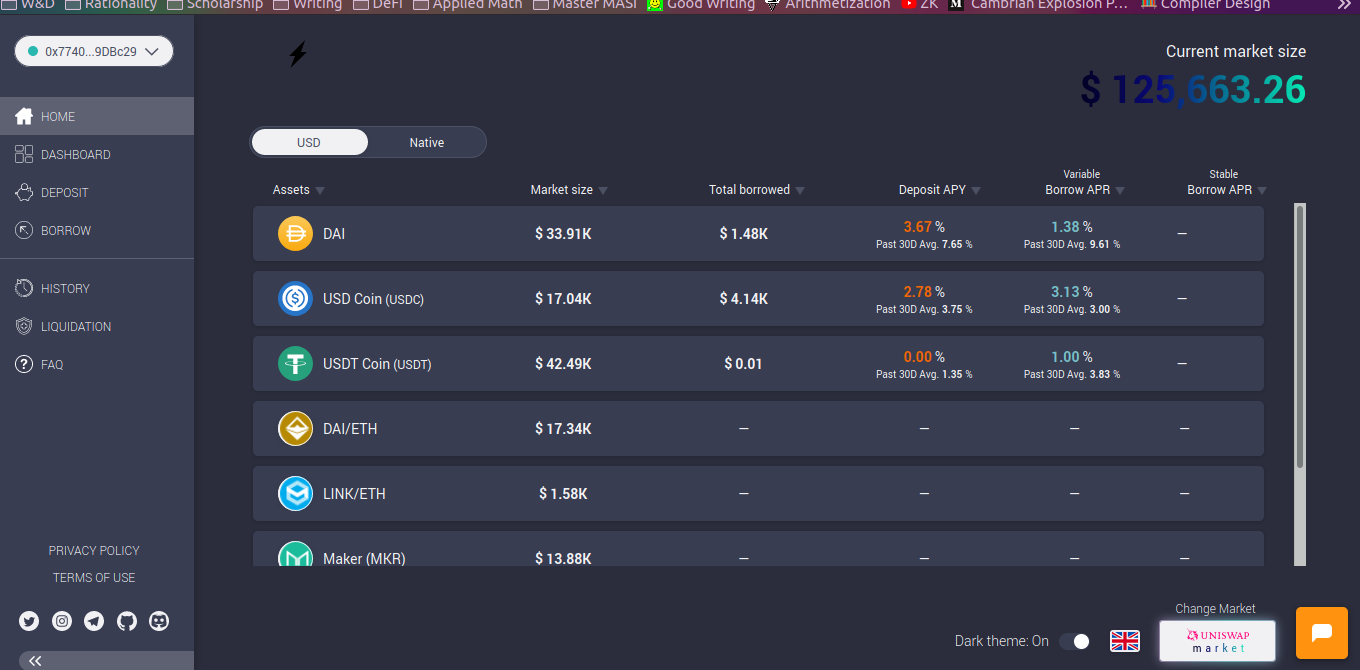 W&D Rationality Scholarship Writing DeFi Applied Math Master MASI Good Writing Arithmetization ZK M Cambrian Explosion P… Compiler Design
0x7740...9DBc29
HOME
DASHBOARD
DEPOSIT
BORROW
HISTORY
LIQUIDATION
? FAQ
PRIVACY POLICY
TERMS OF USE
Current market size
$ 125,663.26
USD Native
Variable Stable
Assets Market size Total borrowed Deposit APY Borrow APR Borrow APR
DAI $ 33.91K $ 1.48K 3.67 % 1.38 % —
Past 30D Avg. 7.65 % Past 30D Avg. 9.61 %
USD Coin (USDC) $ 17.04K $ 4.14K 2.78 % 3.13 % —
Past 30D Avg. 3.75 % Past 30D Avg. 3.00 %
USDT Coin (USDT) $ 42.49K $ 0.01 0.00 % 1.00 % —
Past 30D Avg. 1.35 % Past 30D Avg. 3.83 %
DAI/ETH $ 17.34K — — — —
LINK/ETH $ 1.58K — — — —
Maker (MKR) $ 13.88K — — — —
Change Market
Dark theme: On
UNISWAP
market